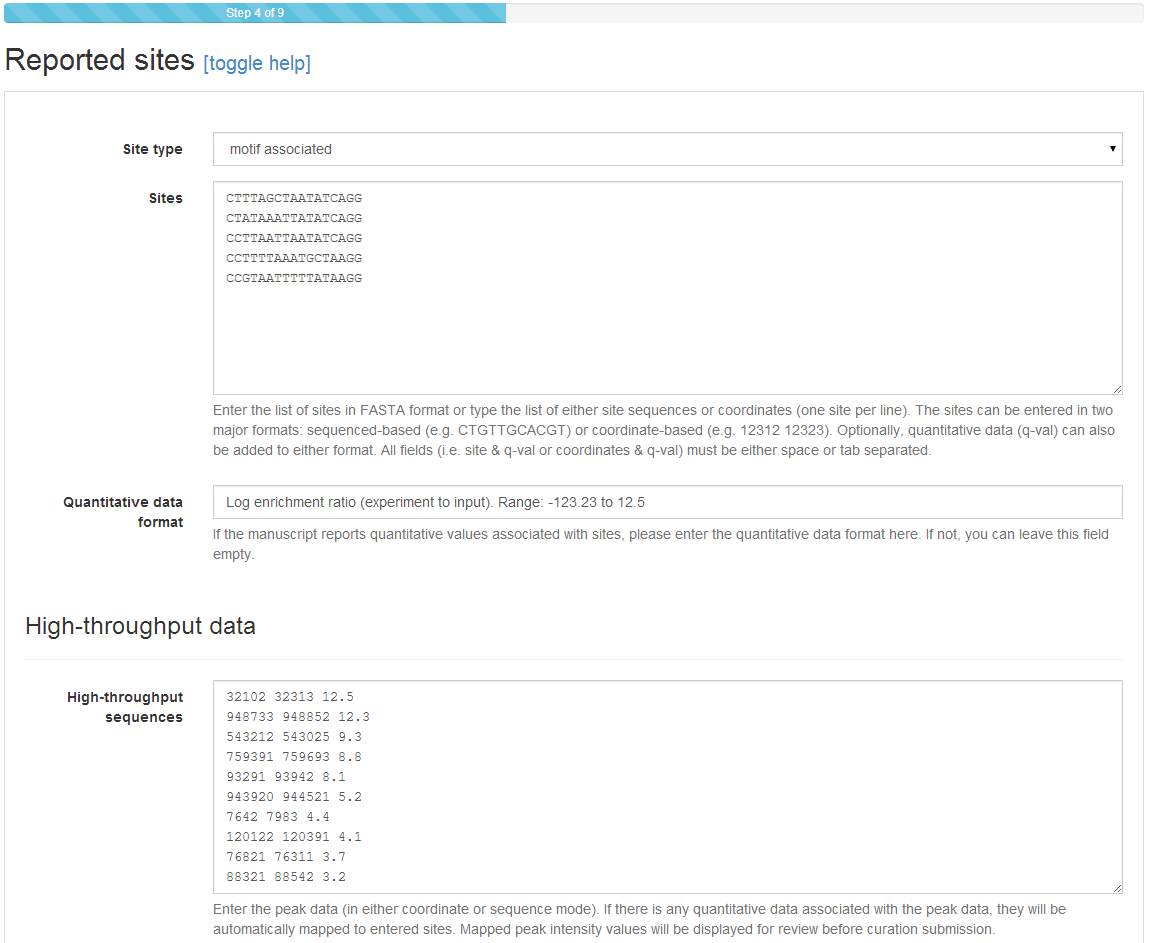 Step 4 of 9
Reported sites [toggle help]
Site type
motif associated
Sites
CTTTAGCTAATATCAGG
CTATAAATTATATCAGG
CCTTAATTAATATCAGG
CCTTTTAAATGCTAAGG
CCGTAATTTTTATAAGG
Enter the list of sites in FASTA format or type the list of either site sequences or coordinates (one site per line). The sites can be entered in two
major formats: sequenced-based (e.g. CTGTTGCACGT) or coordinate-based (e.g. 12312 12323). Optionally, quantitative data (q-val) can also
be added to either format. All fields (i.e. site & q-val or coordinates & q-val) must be either space or tab separated.
Quantitative data
format
Log enrichment ratio (experiment to input). Range: -123.23 to 12.5
If the manuscript reports quantitative values associated with sites, please enter the quantitative data format here. If not, you can leave this field
empty.
High-throughput data
High-throughput
sequences
32102 32313 12.5
948733 948852 12.3
543212 543025 9.3
759391 759693 8.8
93291 93942 8.1
943920 944521 5.2
7642 7983 4.4
120122 120391 4.1
76821 76311 3.7
88321 88542 3.2
Enter the peak data (in either coordinate or sequence mode). If there is any quantitative data associated with the peak data, they will be
automatically mapped to entered sites. Mapped peak intensity values will be displayed for review before curation submission.